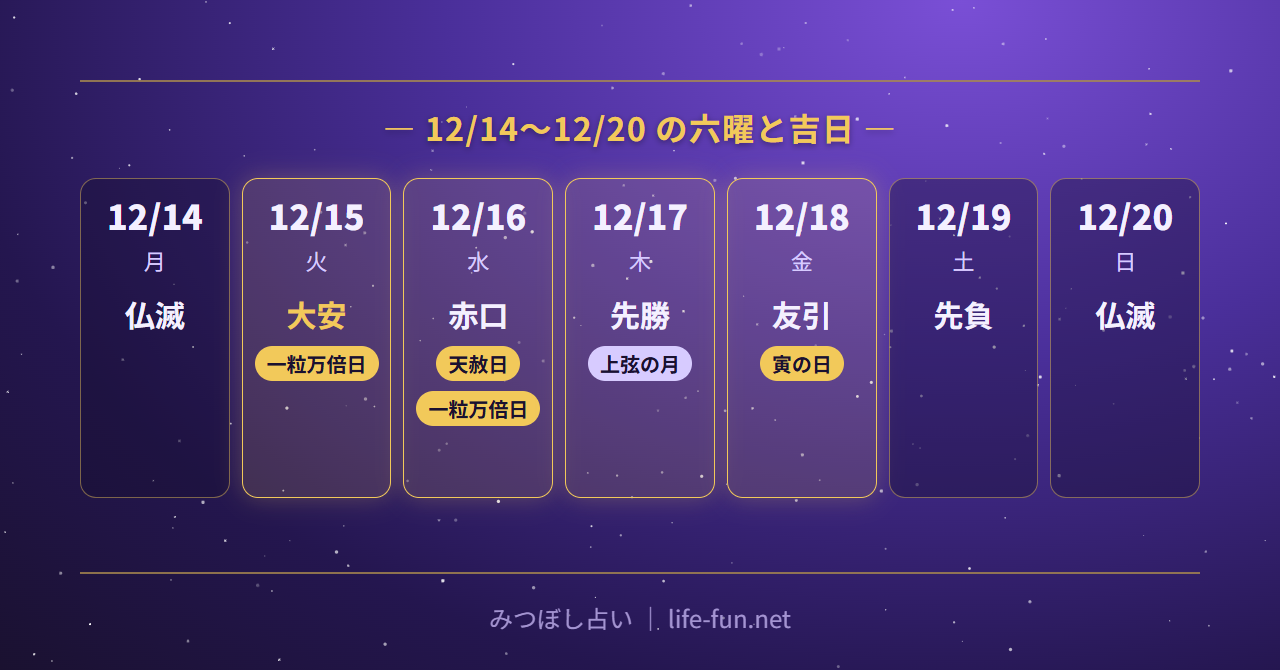 — 12/14〜12/20 の六曜と吉日 —
12/14
月
仏滅
12/15
火
大安
一粒万倍日
12/16
水
赤口
天赦日
一粒万倍日
12/17
木
先勝
上弦の月
12/18
金
友引
寅の日
12/19
土
先負
12/20
日
仏滅
みつぼし占い ｜ life-fun.net